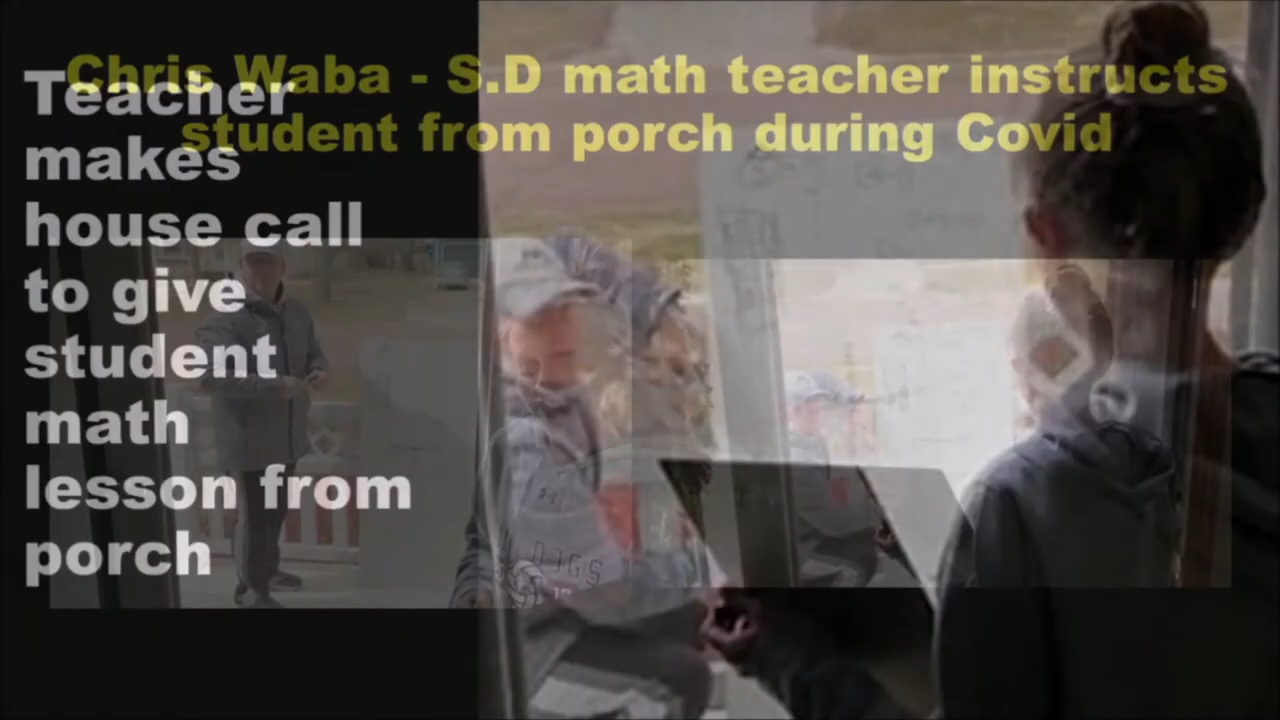 Chris Waba - S.D math teacher instructs
student from porch during Covid
Teacher
makes
house call
to give
student
math
lesson from
porch